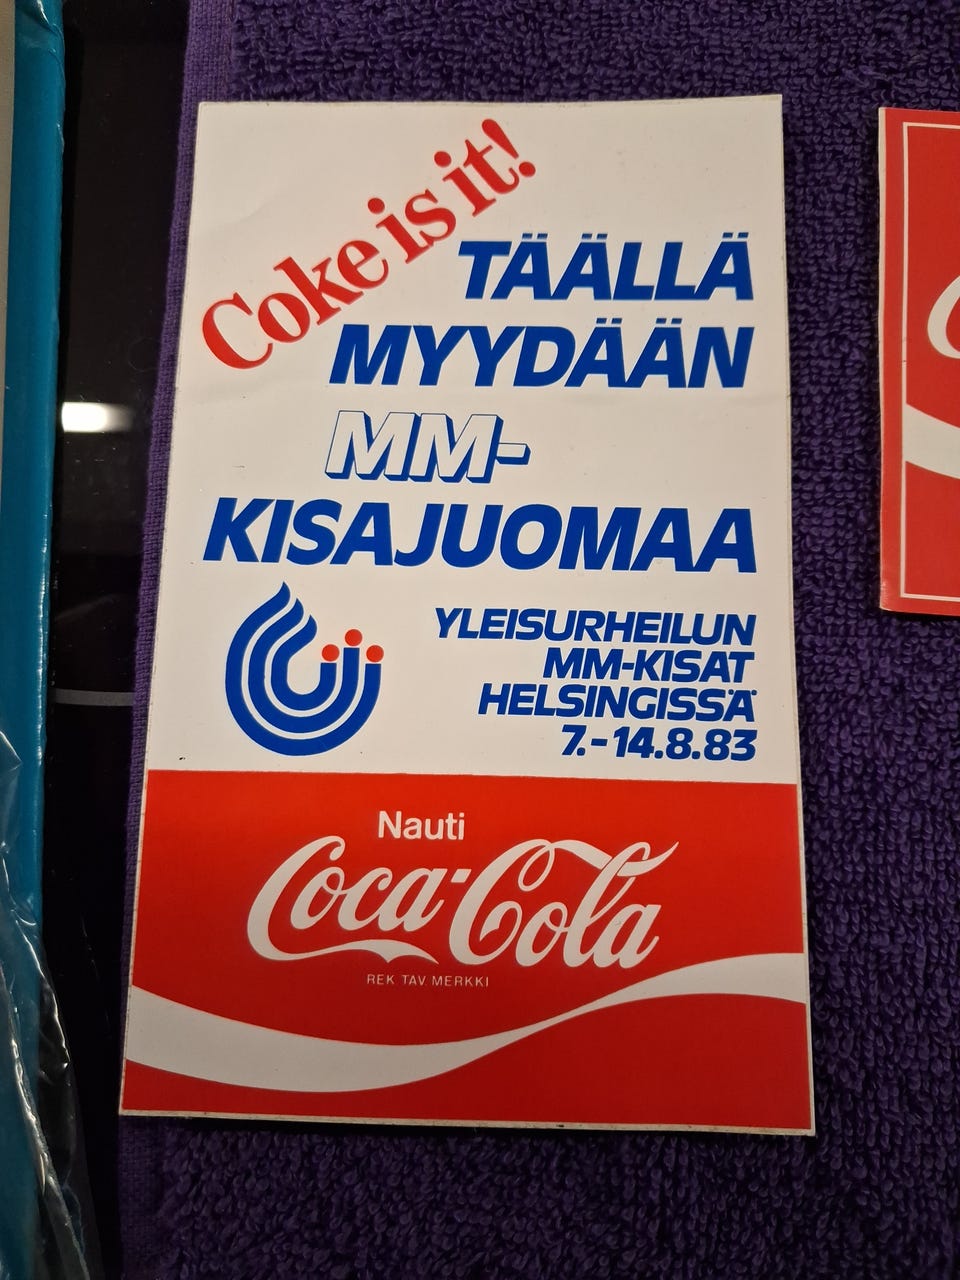 Coke is it!
TÄÄLLÄ
MYYDÄÄN
MM-
KISAJUOMAA
YLEISURHEILUN
MM-KISAT
HELSINGISSÄ
7.-14.8.83
Nauti
Coca-Cola
REK TAV MERKKI